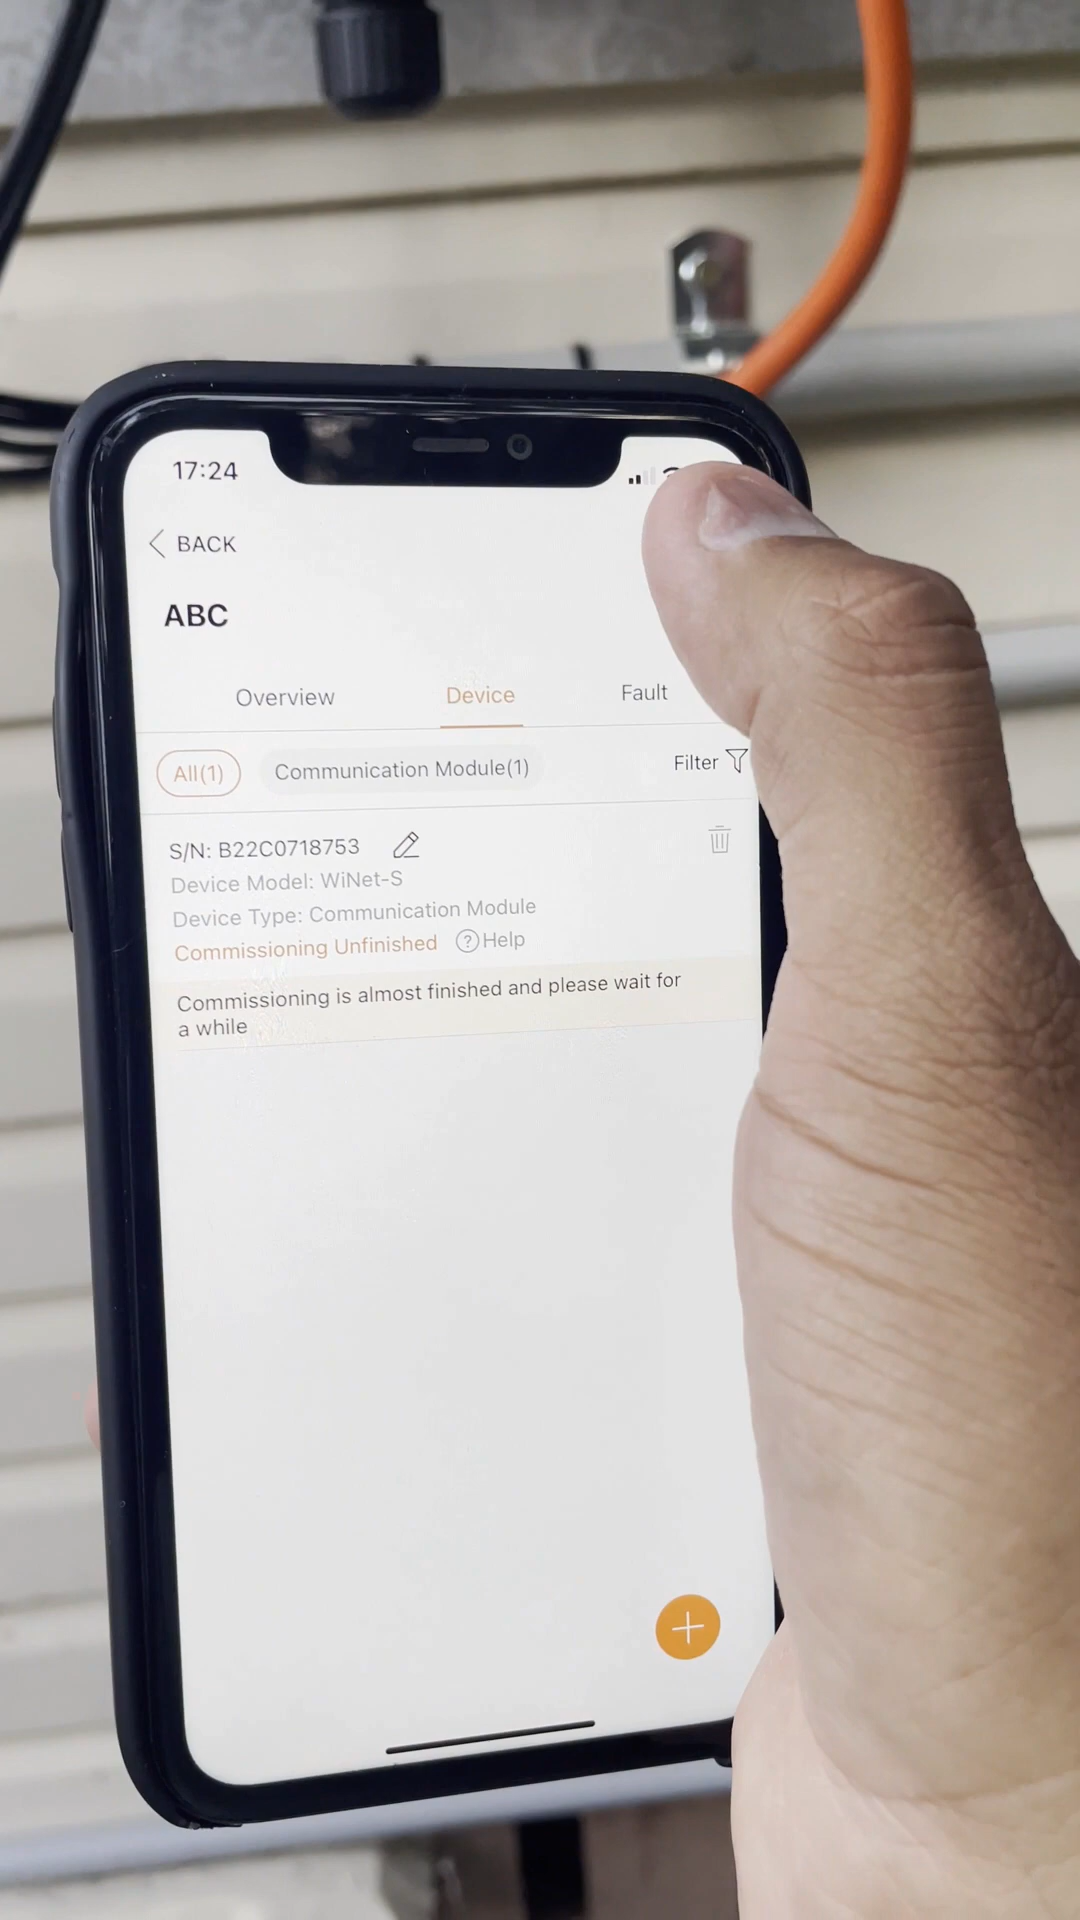 17:24
BACK
ABC
Overview Device Fault
All(1) Communication Module(1) Filter
S/N: B22C0718753
Device Model: WiNet-S
Device Type: Communication Module
Commissioning Unfinished ? Help
Commissioning is almost finished and please wait for
a while